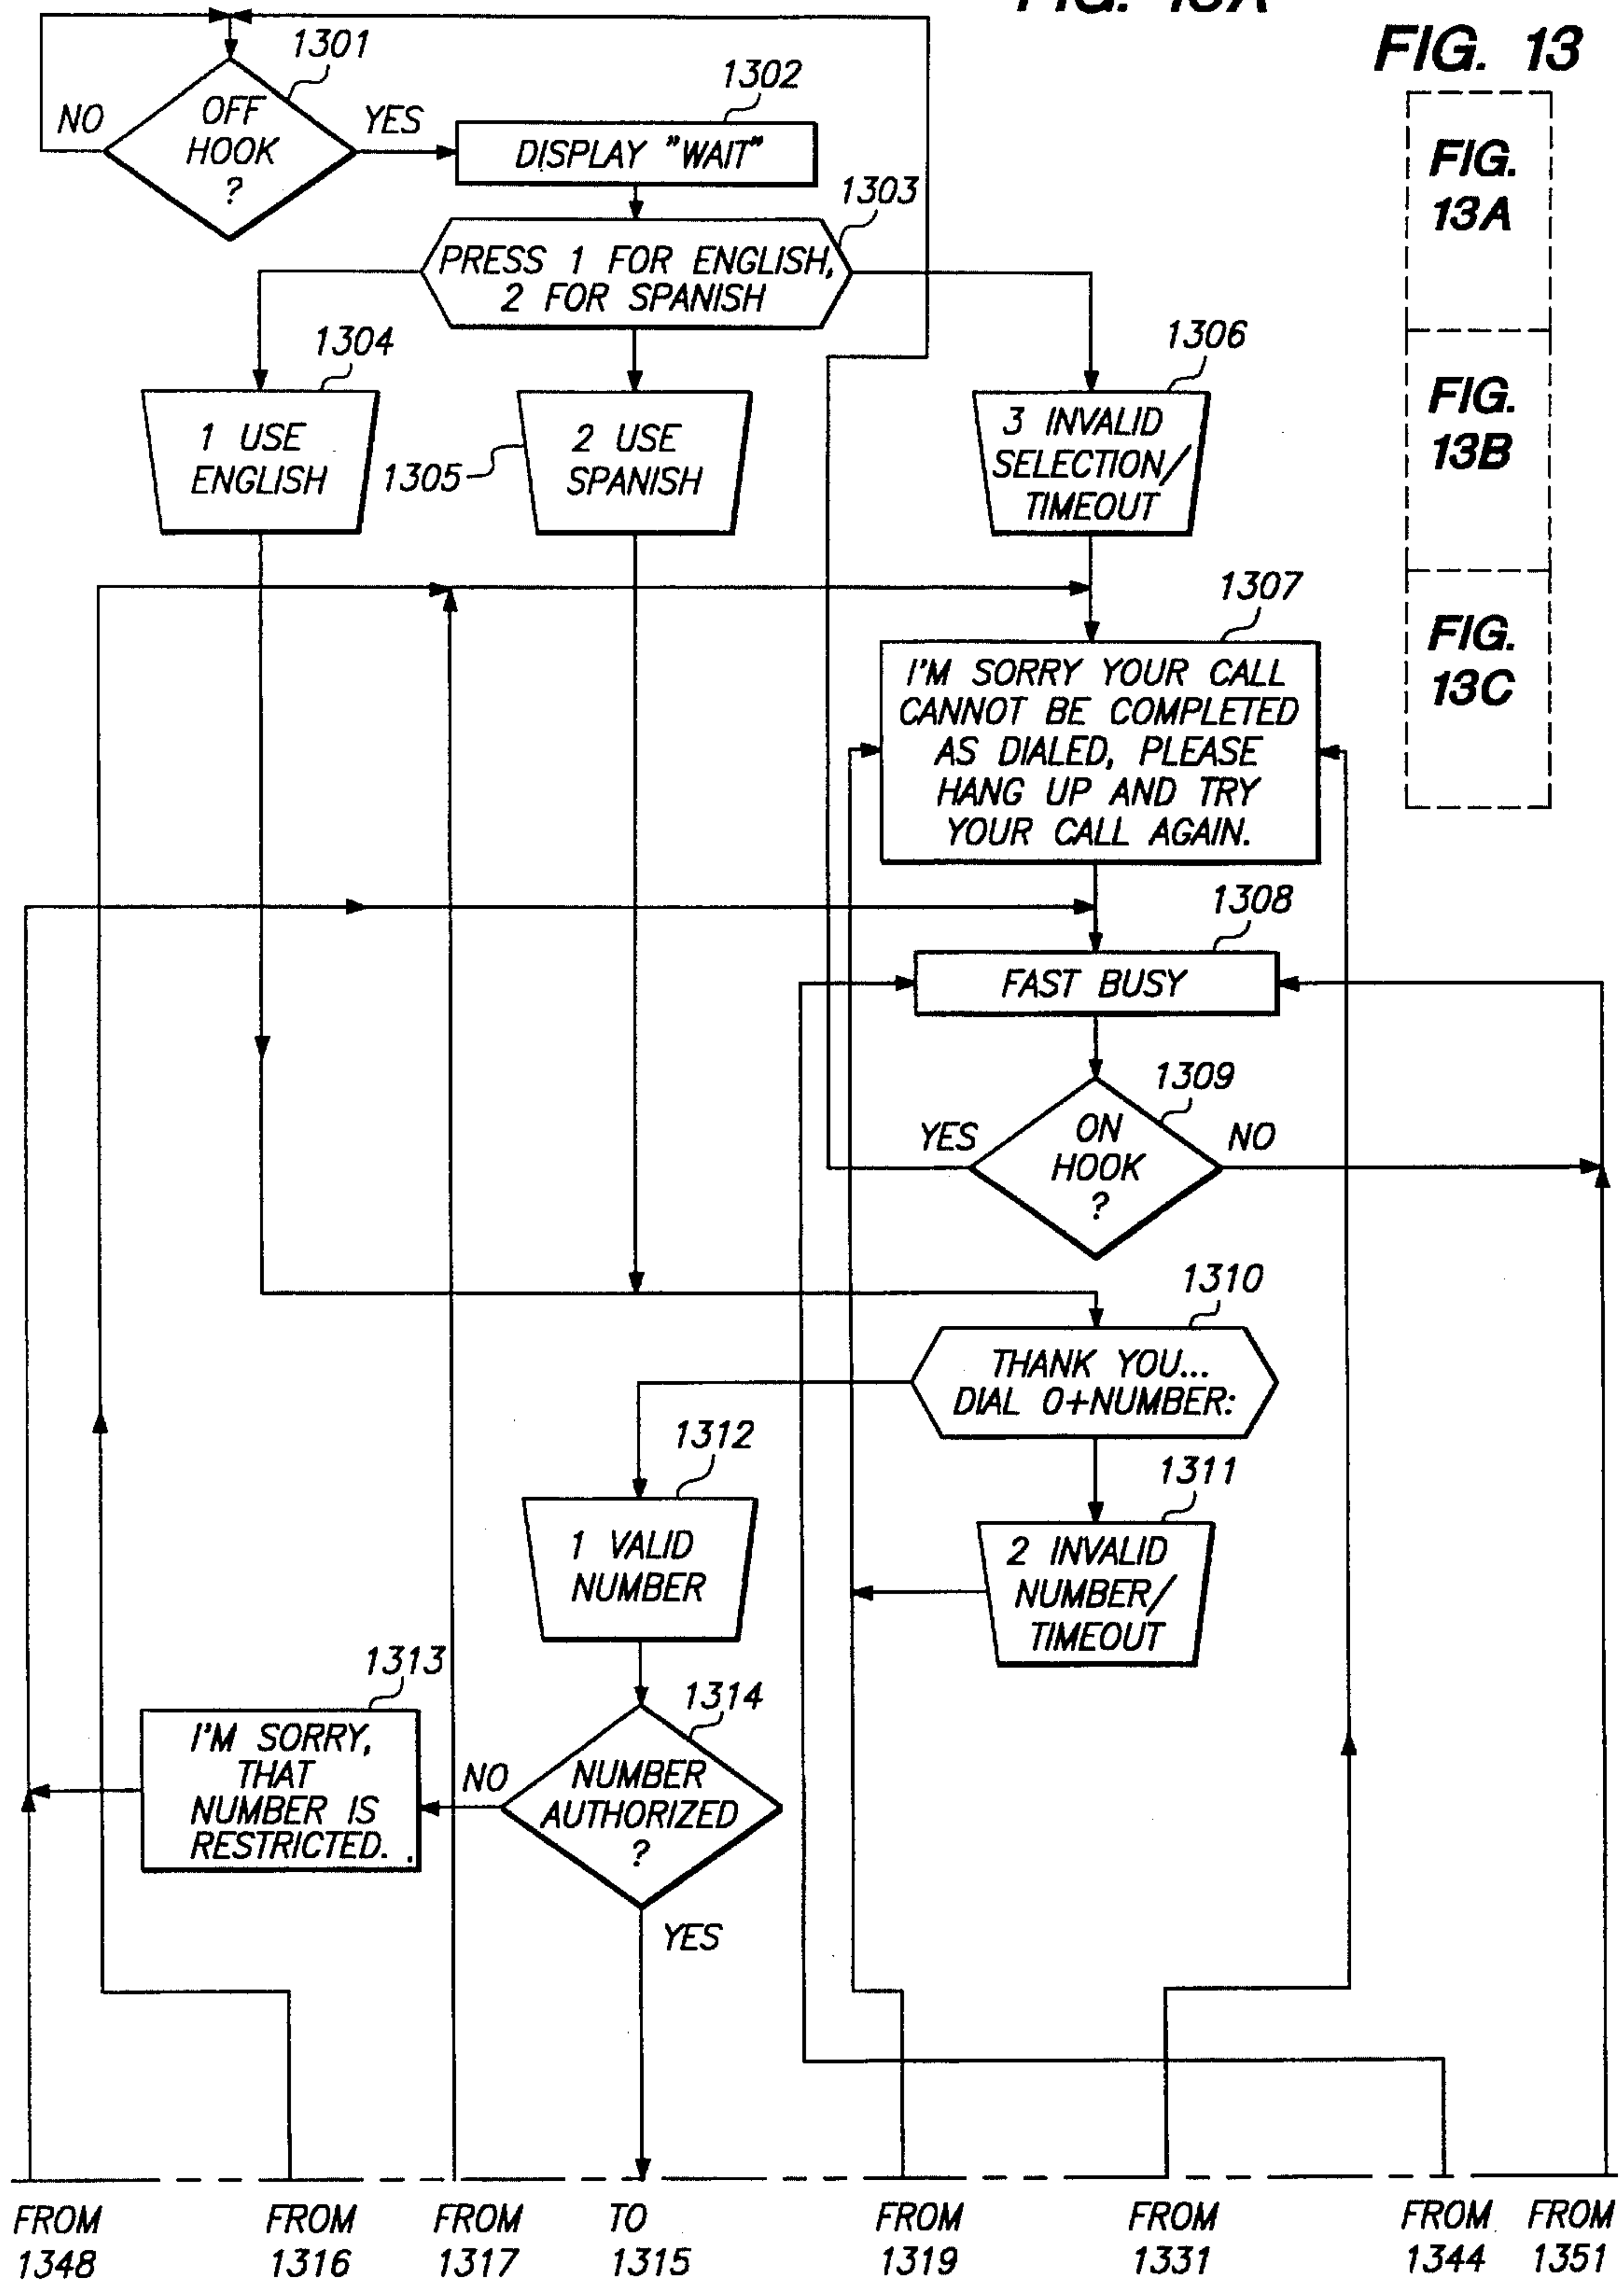 FIG. 13A
FIG. 13
1301
OFF
HOOK
?
NO
YES
1302
DISPLAY "WAIT"
1303
PRESS 1 FOR ENGLISH,
2 FOR SPANISH
FIG.
13A
FIG.
13B
FIG.
13C
1304
1 USE
ENGLISH
1305
2 USE
SPANISH
1306
3 INVALID
SELECTION/
TIMEOUT
1307
I'M SORRY YOUR CALL
CANNOT BE COMPLETED
AS DIALED, PLEASE
HANG UP AND TRY
YOUR CALL AGAIN.
1308
FAST BUSY
1309
YES
ON
HOOK
?
NO
1310
THANK YOU...
DIAL 0+NUMBER:
1312
1 VALID
NUMBER
1311
2 INVALID
NUMBER/
TIMEOUT
1313
I'M SORRY,
THAT
NUMBER IS
RESTRICTED.
1314
NO
NUMBER
AUTHORIZED
?
YES
FROM
1348
FROM
1316
FROM
1317
TO
1315
FROM
1319
FROM
1331
FROM
1344
FROM
1351